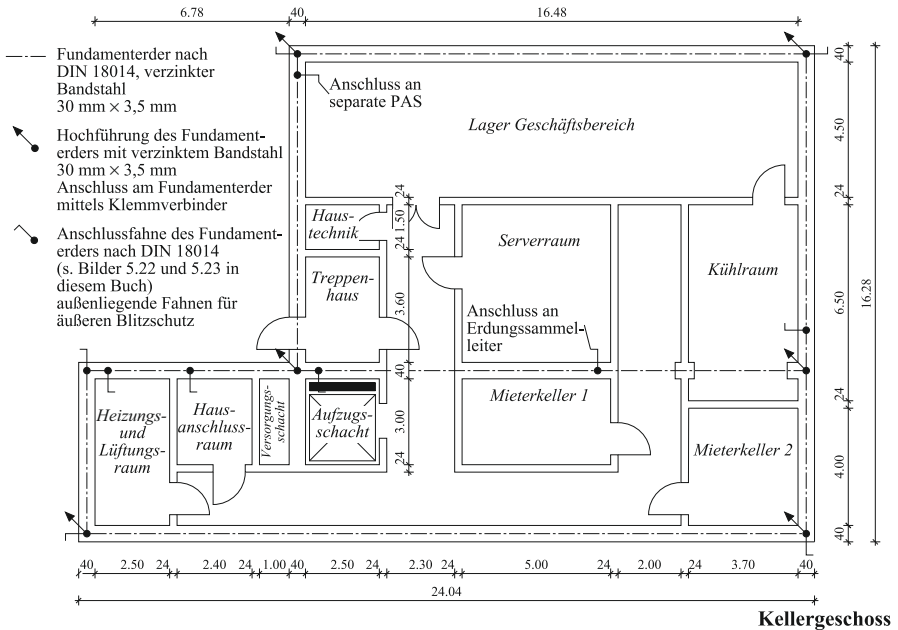 6.78
40
16.48
Fundamenterder nach
DIN 18014, verzinkter
Bandstahl
30 mm × 3,5 mm
Hochführung des Fundament-
erders mit verzinktem Bandstahl
30 mm × 3,5 mm
Anschluss am Fundamenterder
mittels Klemmverbinder
Anschlussfahne des Fundament-
erders nach DIN 18014
(s. Bilder 5.22 und 5.23 in
diesem Buch)
außenliegende Fahnen für
äußeren Blitzschutz
Anschluss an
separate PAS
Lager Geschäftsbereich
Haus-
technik
Treppen-
haus
Serverraum
Kühlraum
Anschluss an
Erdungssammel-
leiter
Heizungs-
und
Lüftungs-
raum
Haus-
anschluss-
raum
Versorgungs-
schacht
Aufzugs-
schacht
Mieterkeller 1
Mieterkeller 2
24
1.50
24
3.60
40
3.00
24
40
4.50
24
6.50
24
4.00
40
16.28
40
2.50
24
2.40
24
1.00
40
2.50
24
2.30
24
5.00
24
2.00
24
3.70
40
24.04
Kellergeschoss